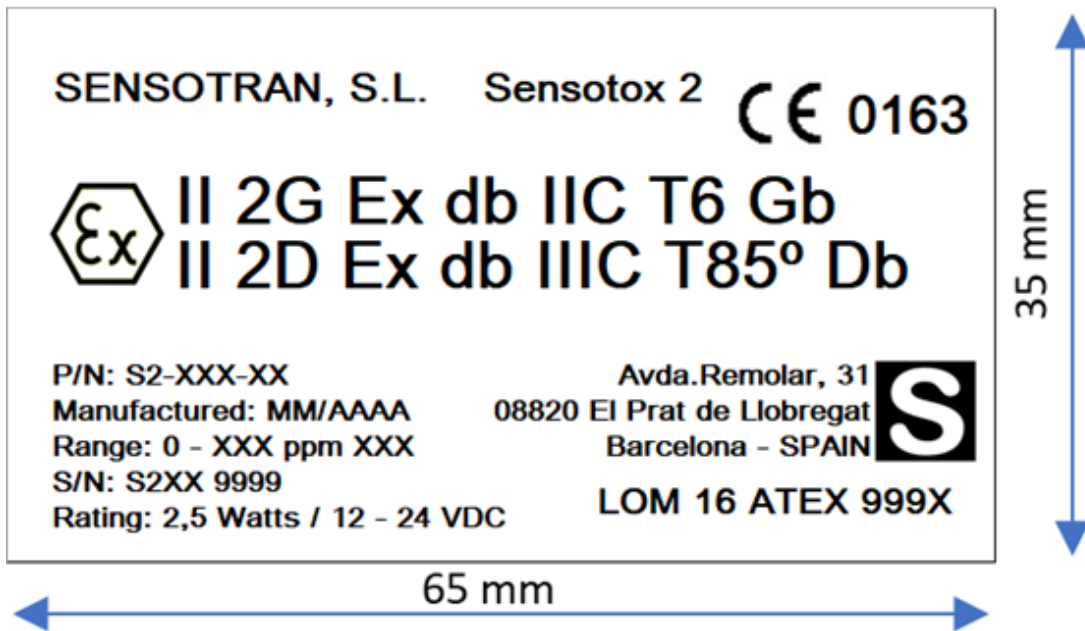 SENSOTRAN, S.L. Sensotox 2 CE 0163
Ex II 2G Ex db IIC T6 Gb
II 2D Ex db IIIC T85º Db
P/N: S2-XXX-XX
Manufactured: MM/AAAA
Range: 0 - XXX ppm XXX
S/N: S2XX 9999
Rating: 2,5 Watts / 12 - 24 VDC
Avda.Remolar, 31
08820 El Prat de Llobregat
Barcelona - SPAIN
S
LOM 16 ATEX 999X
35 mm
65 mm